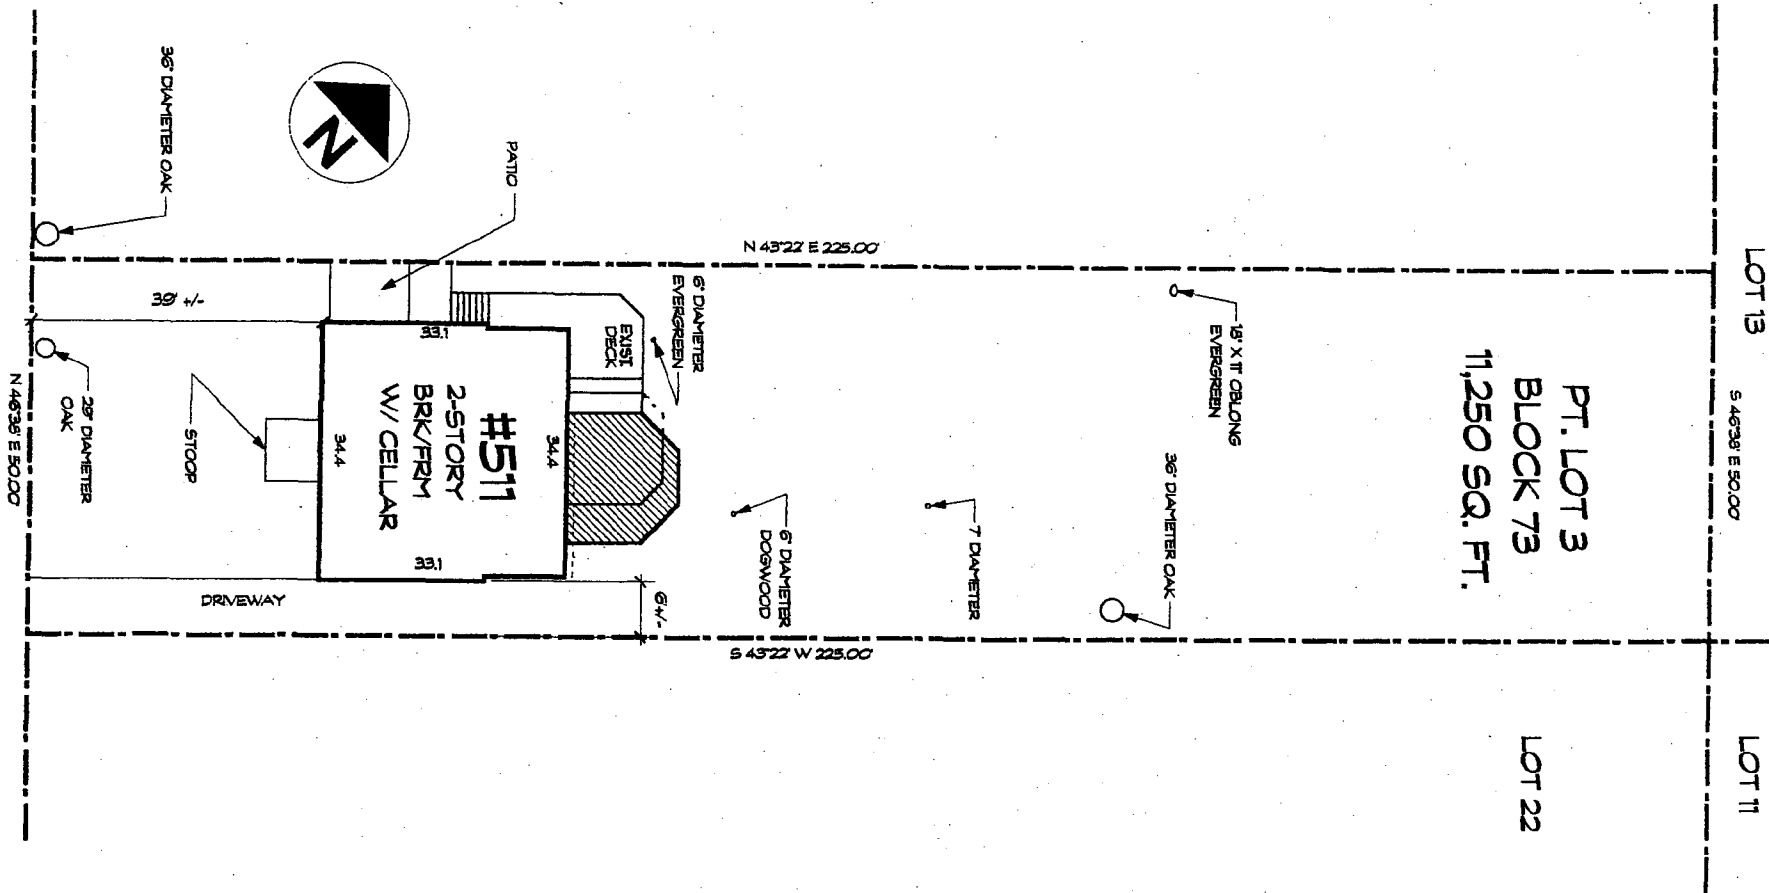 36" DIAMETER OAK
N
PATIO
N 43°22' E 225.00'
LOT 13
39' +/-
33.1
EXIST
DECK
6" DIAMETER
EVERGREEN
18" X 11" OBLONG
EVERGREEN
PT. LOT 3
BLOCK 73
11,250 SQ. FT.
S 46°38' E 50.00'
N 46°38' E 50.00'
29" DIAMETER
OAK
STOOP
34.4
#511
2-STORY
BRK/FRM
W/ CELLAR
34.4
33.1
6" DIAMETER
DOGWOOD
7" DIAMETER
36" DIAMETER OAK
DRIVEWAY
6'+/-
S 43°22' W 225.00'
LOT 22
LOT 11